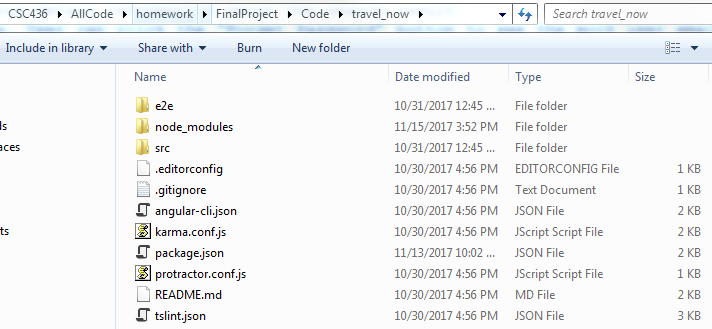 CSC436 AllCode homework FinalProject Code travel_now Search travel_now
Include in library Share with Burn New folder
Name Date modified Type Size
e2e 10/31/2017 12:45 ... File folder
node_modules 11/15/2017 3:52 PM File folder
src 10/31/2017 12:45 ... File folder
.editorconfig 10/30/2017 4:56 PM EDITORCONFIG File 1 KB
.gitignore 10/30/2017 4:56 PM Text Document 1 KB
angular-cli.json 10/30/2017 4:56 PM JSON File 2 KB
karma.conf.js 10/30/2017 4:56 PM JScript Script File 2 KB
package.json 11/13/2017 10:02 ... JSON File 2 KB
protractor.conf.js 10/30/2017 4:56 PM JScript Script File 1 KB
README.md 10/30/2017 4:56 PM MD File 2 KB
tslint.json 10/30/2017 4:56 PM JSON File 3 KB